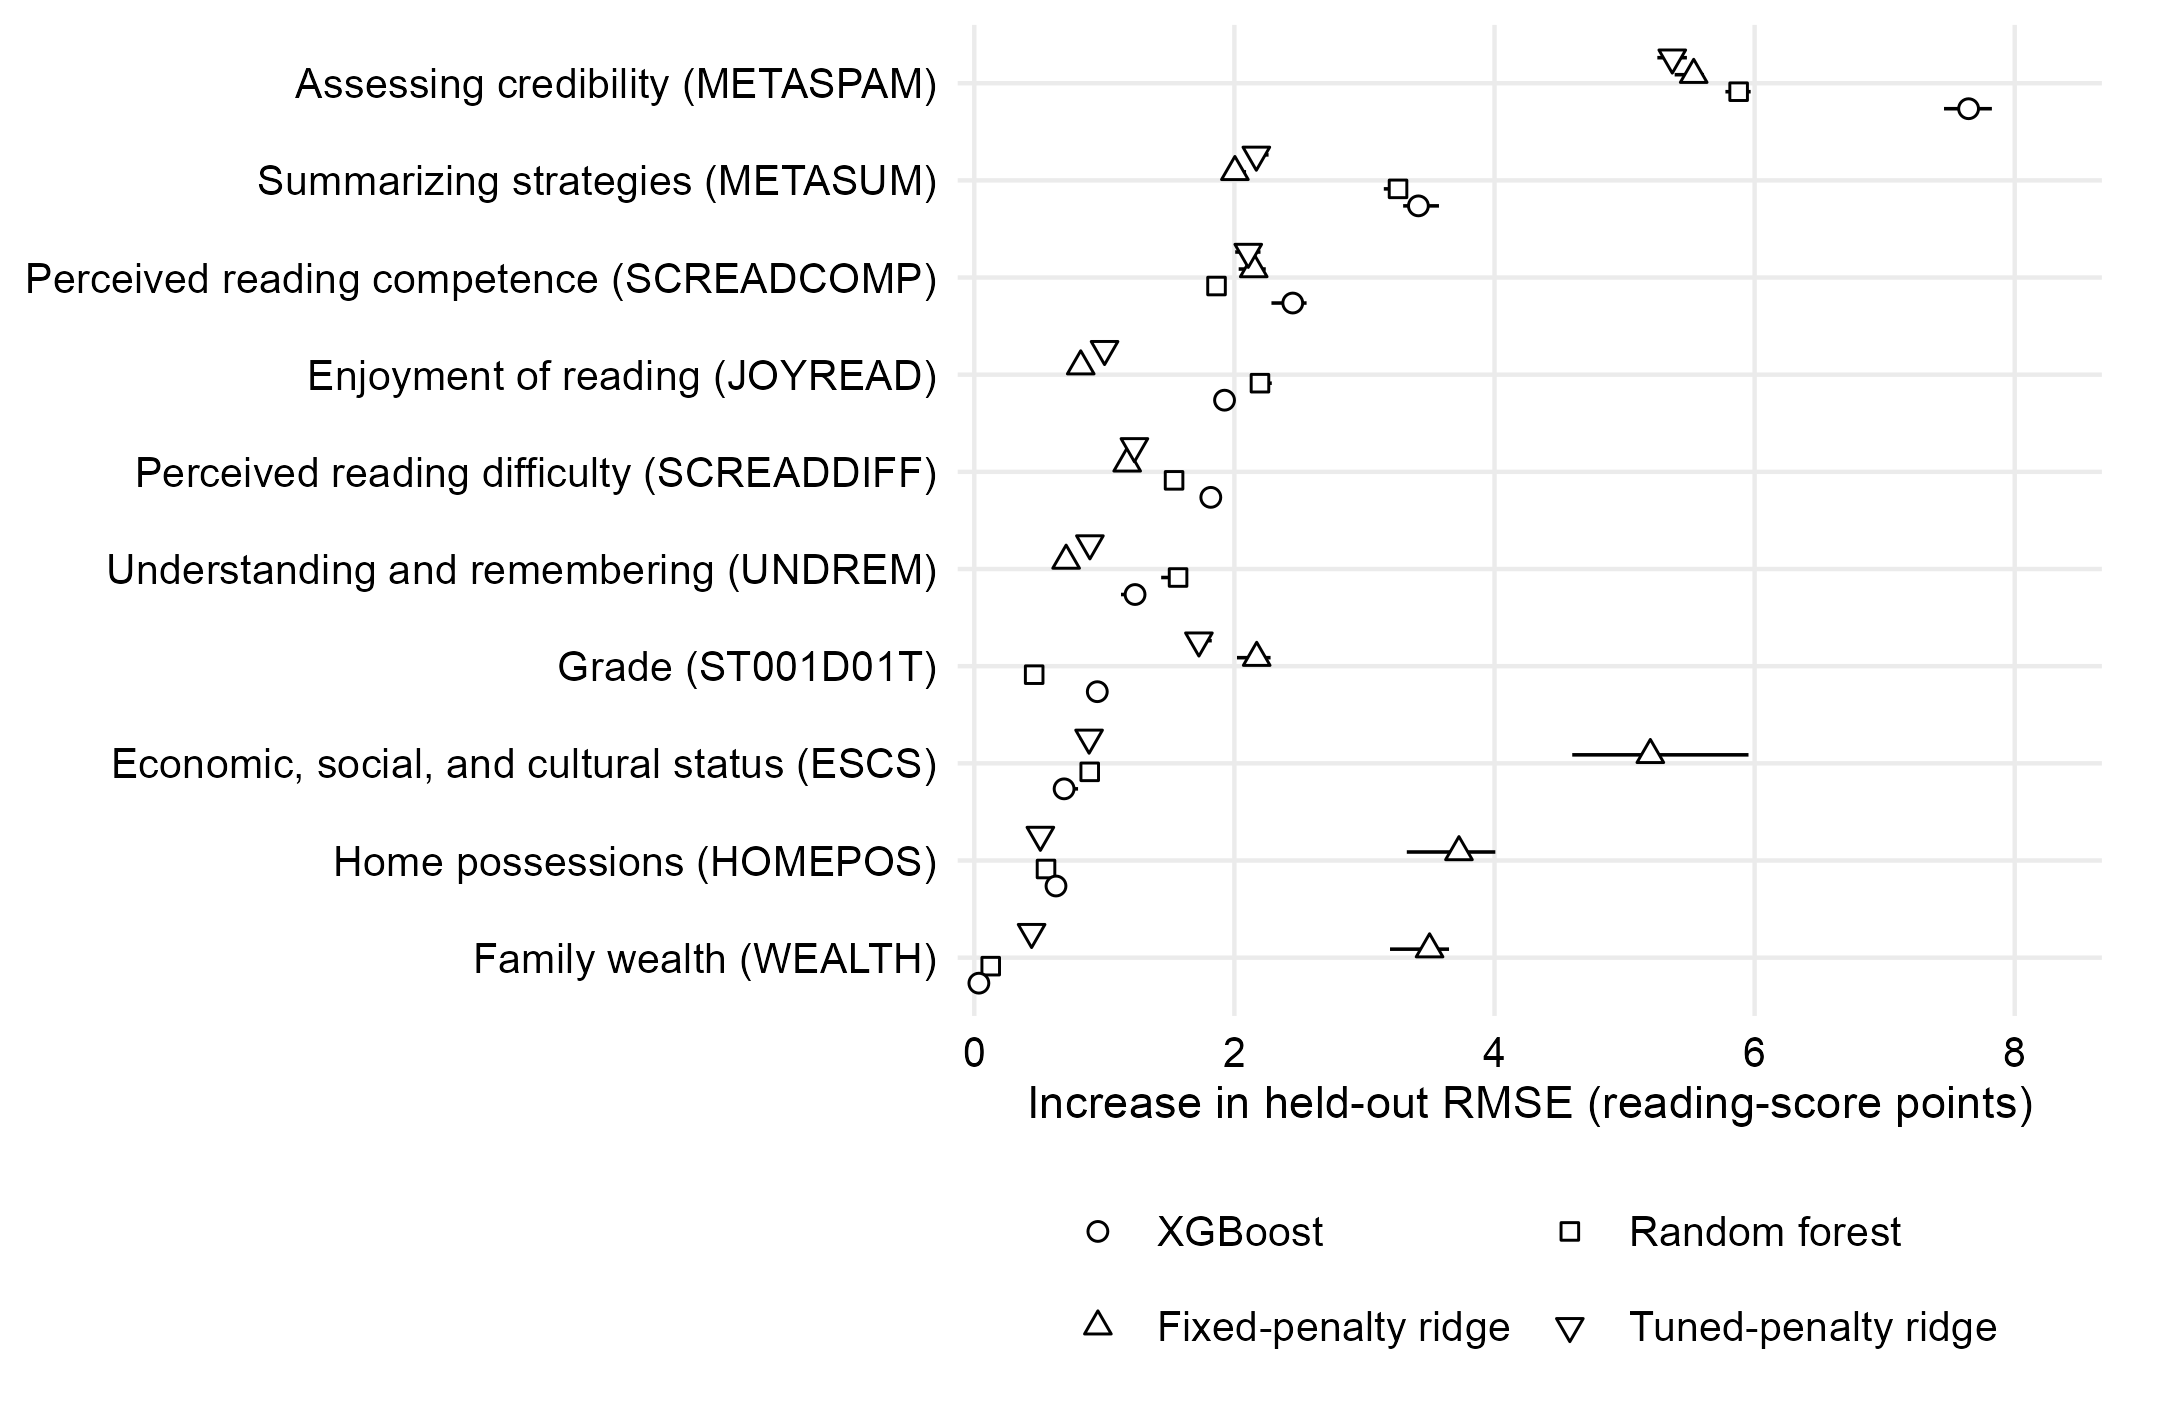 Assessing credibility (METASPAM)
Summarizing strategies (METASUM)
Perceived reading competence (SCREADCOMP)
Enjoyment of reading (JOYREAD)
Perceived reading difficulty (SCREADDIFF)
Understanding and remembering (UNDREM)
Grade (ST001D01T)
Economic, social, and cultural status (ESCS)
Home possessions (HOMEPOS)
Family wealth (WEALTH)
0 2 4 6 8
Increase in held-out RMSE (reading-score points)
XGBoost Random forest
Fixed-penalty ridge Tuned-penalty ridge